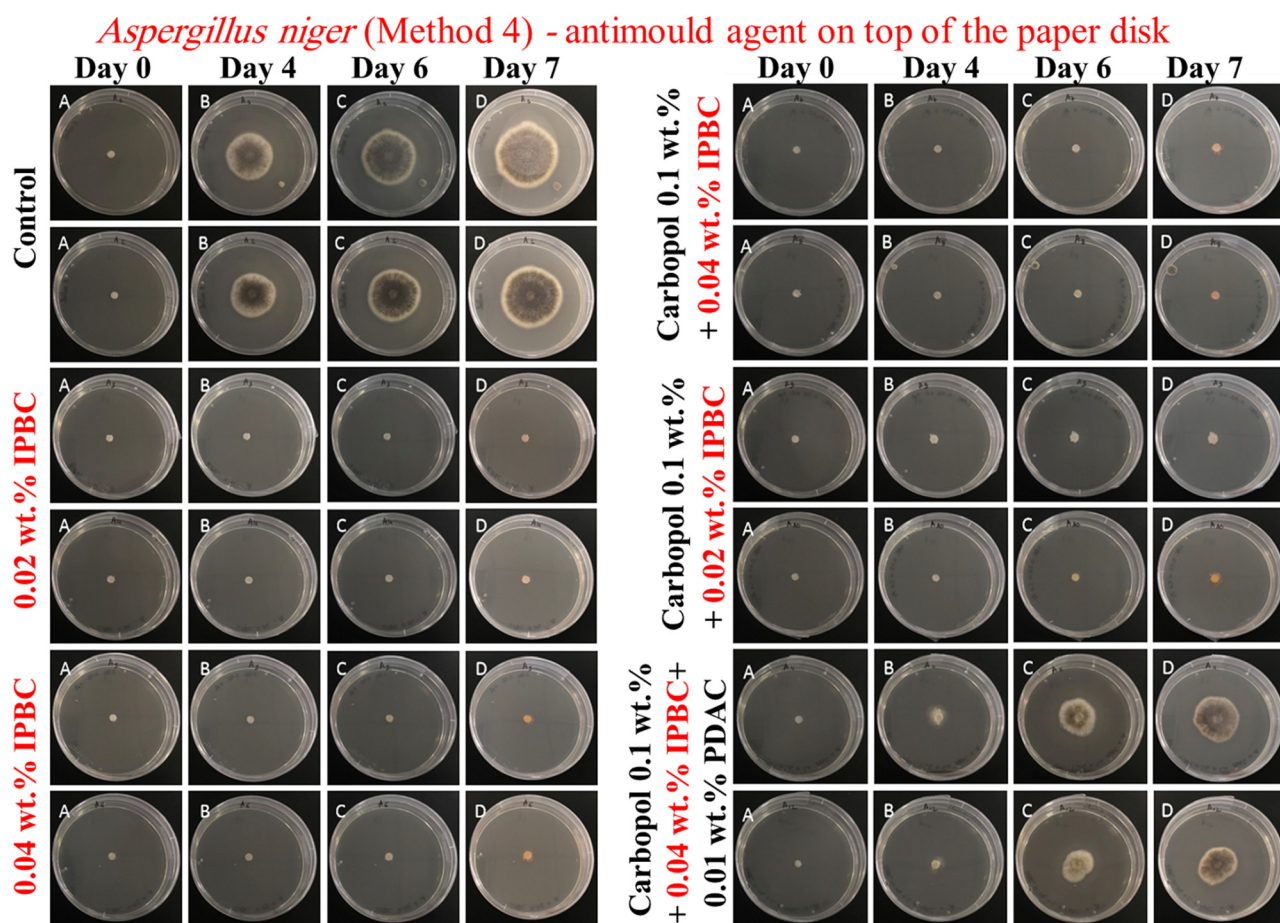 Aspergillus niger (Method 4) - antimould agent on top of the paper disk
Day 0 Day 4 Day 6 Day 7
Control
A B C D
A B C D
0.02 wt.% IPBC
A B C D
A B C D
0.04 wt.% IPBC
A B C D
A B C D
Day 0 Day 4 Day 6 Day 7
Carbopol 0.1 wt.%
+ 0.04 wt.% IPBC
A B C D
A B C D
Carbopol 0.1 wt.%
+ 0.02 wt.% IPBC
A B C D
A B C D
Carbopol 0.1 wt.%
+ 0.04 wt.% IPBC+
0.01 wt.% PDAC
A B C D
A B C D